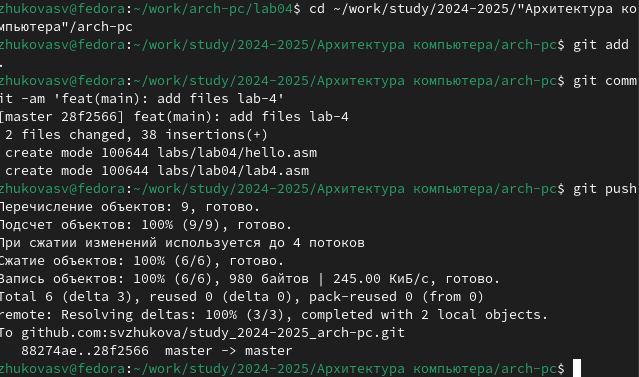 zhukovasv@fedora:~/work/arch-pc/lab04$ cd ~/work/study/2024-2025/"Архитектура ко
мпьютера"/arch-pc
zhukovasv@fedora:~/work/study/2024-2025/Архитектура компьютера/arch-pc$ git add
.
zhukovasv@fedora:~/work/study/2024-2025/Архитектура компьютера/arch-pc$ git comm
it -am 'feat(main): add files lab-4'
[master 28f2566] feat(main): add files lab-4
2 files changed, 38 insertions(+)
create mode 100644 labs/lab04/hello.asm
create mode 100644 labs/lab04/lab4.asm
zhukovasv@fedora:~/work/study/2024-2025/Архитектура компьютера/arch-pc$ git push
Перечисление объектов: 9, готово.
Подсчет объектов: 100% (9/9), готово.
При сжатии изменений используется до 4 потоков
Сжатие объектов: 100% (6/6), готово.
Запись объектов: 100% (6/6), 980 байтов | 245.00 КиБ/с, готово.
Total 6 (delta 3), reused 0 (delta 0), pack-reused 0 (from 0)
remote: Resolving deltas: 100% (3/3), completed with 2 local objects.
To github.com:svzhukova/study_2024-2025_arch-pc.git
88274ae..28f2566  master -> master
zhukovasv@fedora:~/work/study/2024-2025/Архитектура компьютера/arch-pc$